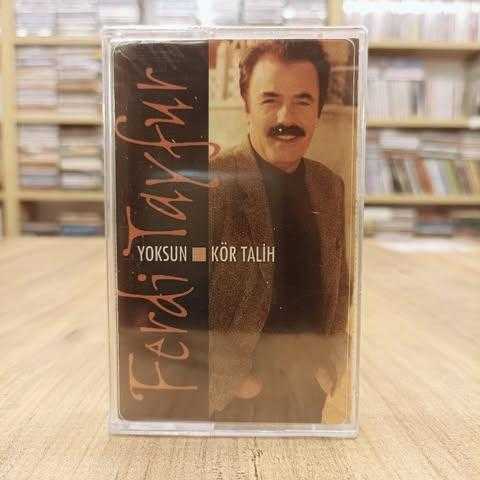 Ferdi Tayfur
YOKSUN ■ KÖR TALİH